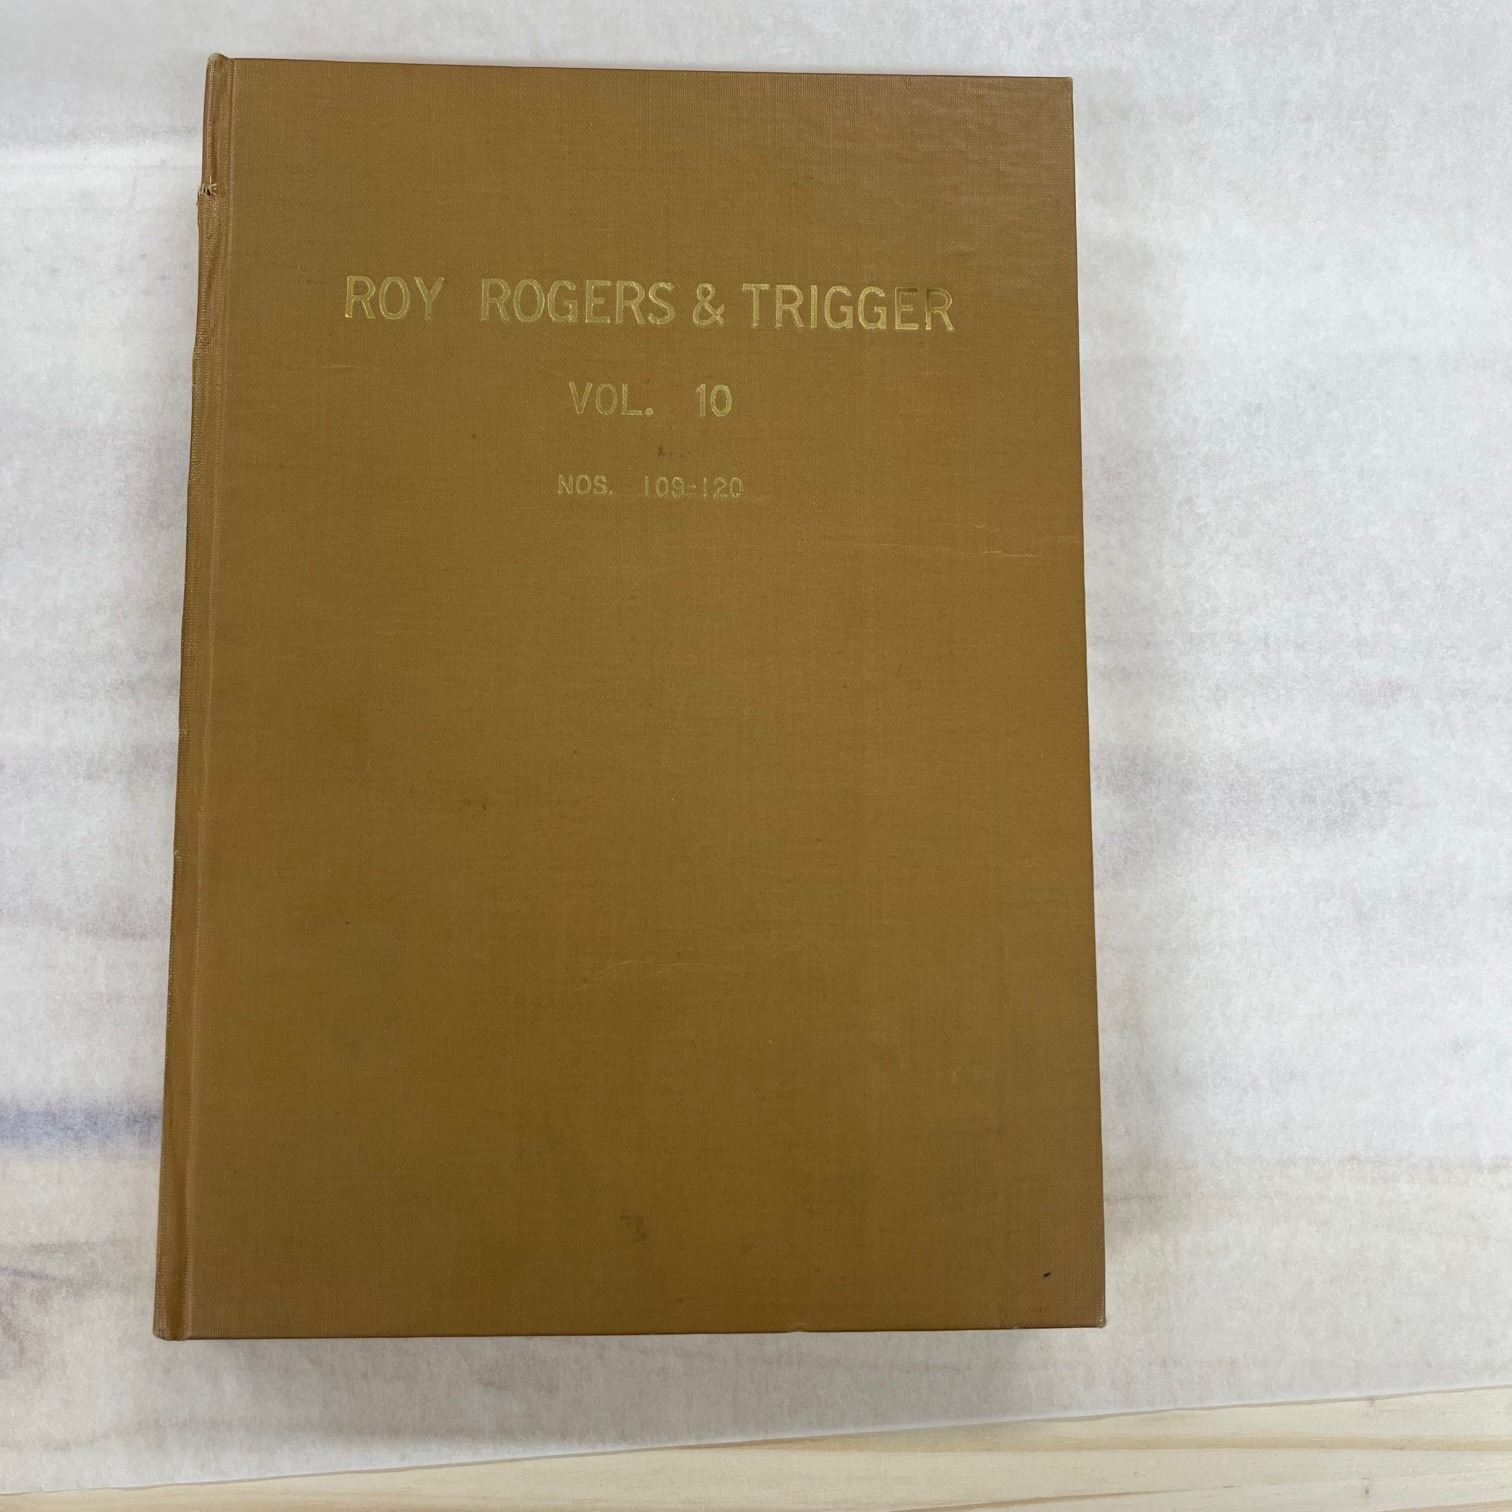 ROY ROGERS & TRIGGER
VOL. 10
NOS. 109-120